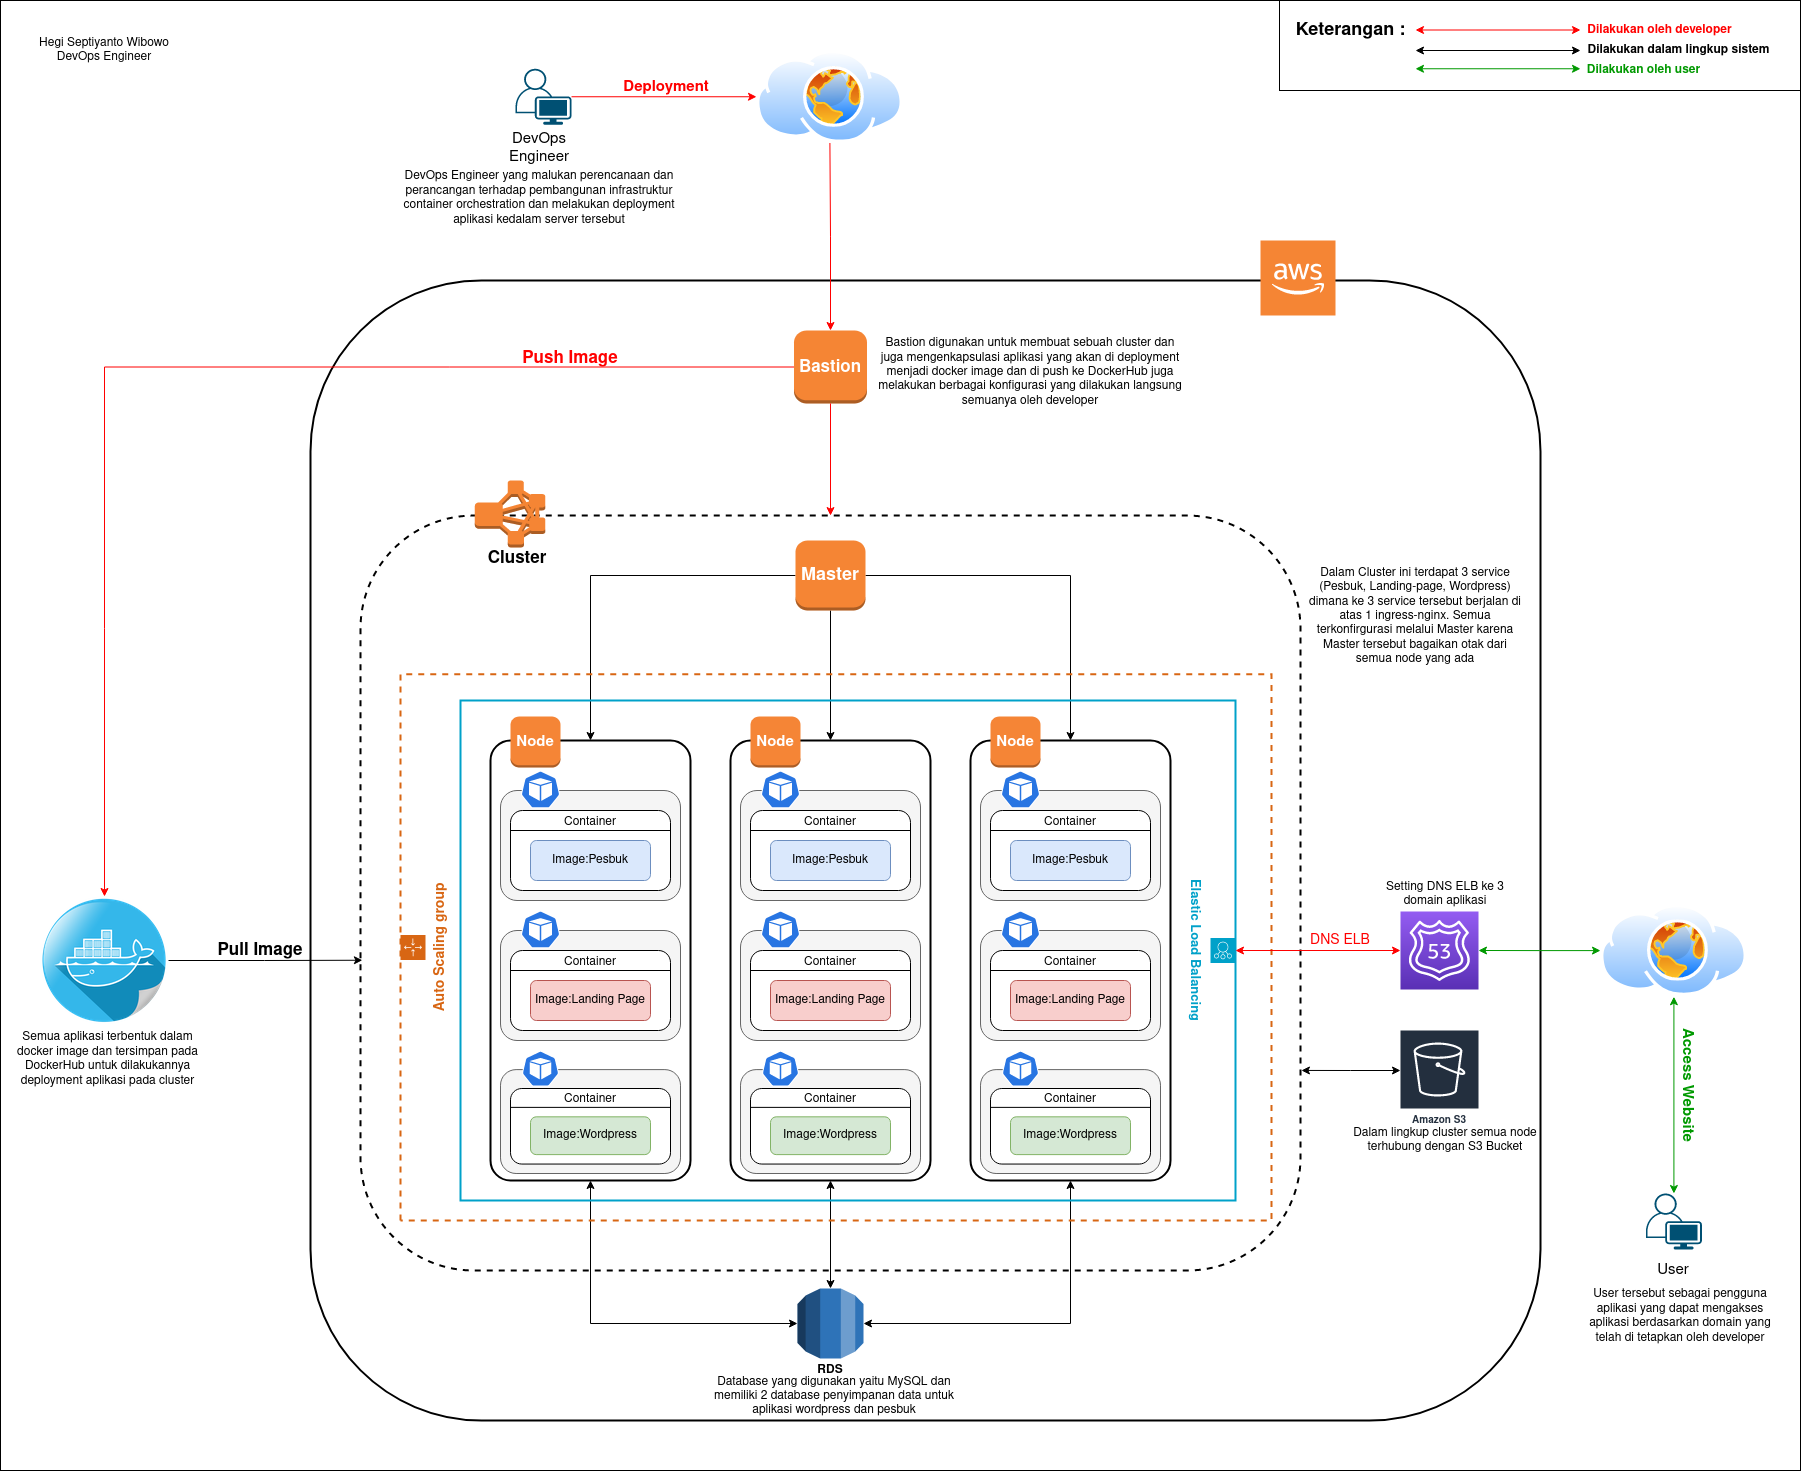 Hegi Septiyanto Wibowo
DevOps Engineer
Keterangan :
Dilakukan oleh developer
Dilakukan dalam lingkup sistem
Dilakukan oleh user
Deployment
DevOps
Engineer
DevOps Engineer yang malukan perencanaan dan
perancangan terhadap pembangunan infrastruktur
container orchestration dan melakukan deployment
aplikasi kedalam server tersebut
aws
Push Image
Bastion
Bastion digunakan untuk membuat sebuah cluster dan
juga mengenkapsulasi aplikasi yang akan di deployment
menjadi docker image dan di push ke DockerHub juga
melakukan berbagai konfigurasi yang dilakukan langsung
semuanya oleh developer
Cluster
Master
Dalam Cluster ini terdapat 3 service
(Pesbuk, Landing-page, Wordpress)
dimana ke 3 service tersebut berjalan di
atas 1 ingress-nginx. Semua
terkonfirgurasi melalui Master karena
Master tersebut bagaikan otak dari
semua node yang ada
Node
Node
Node
Container
Container
Container
Image:Pesbuk
Image:Pesbuk
Image:Pesbuk
Container
Container
Container
Image:Landing Page
Image:Landing Page
Image:Landing Page
Container
Container
Container
Image:Wordpress
Image:Wordpress
Image:Wordpress
Auto Scaling group
Elastic Load Balancing
Pull Image
Semua aplikasi terbentuk dalam
docker image dan tersimpan pada
DockerHub untuk dilakukannya
deployment aplikasi pada cluster
DNS ELB
Setting DNS ELB ke 3
domain aplikasi
53
Amazon S3
Dalam lingkup cluster semua node
terhubung dengan S3 Bucket
Access Website
User
User tersebut sebagai pengguna
aplikasi yang dapat mengakses
aplikasi berdasarkan domain yang
telah di tetapkan oleh developer
RDS
Database yang digunakan yaitu MySQL dan
memiliki 2 database penyimpanan data untuk
aplikasi wordpress dan pesbuk